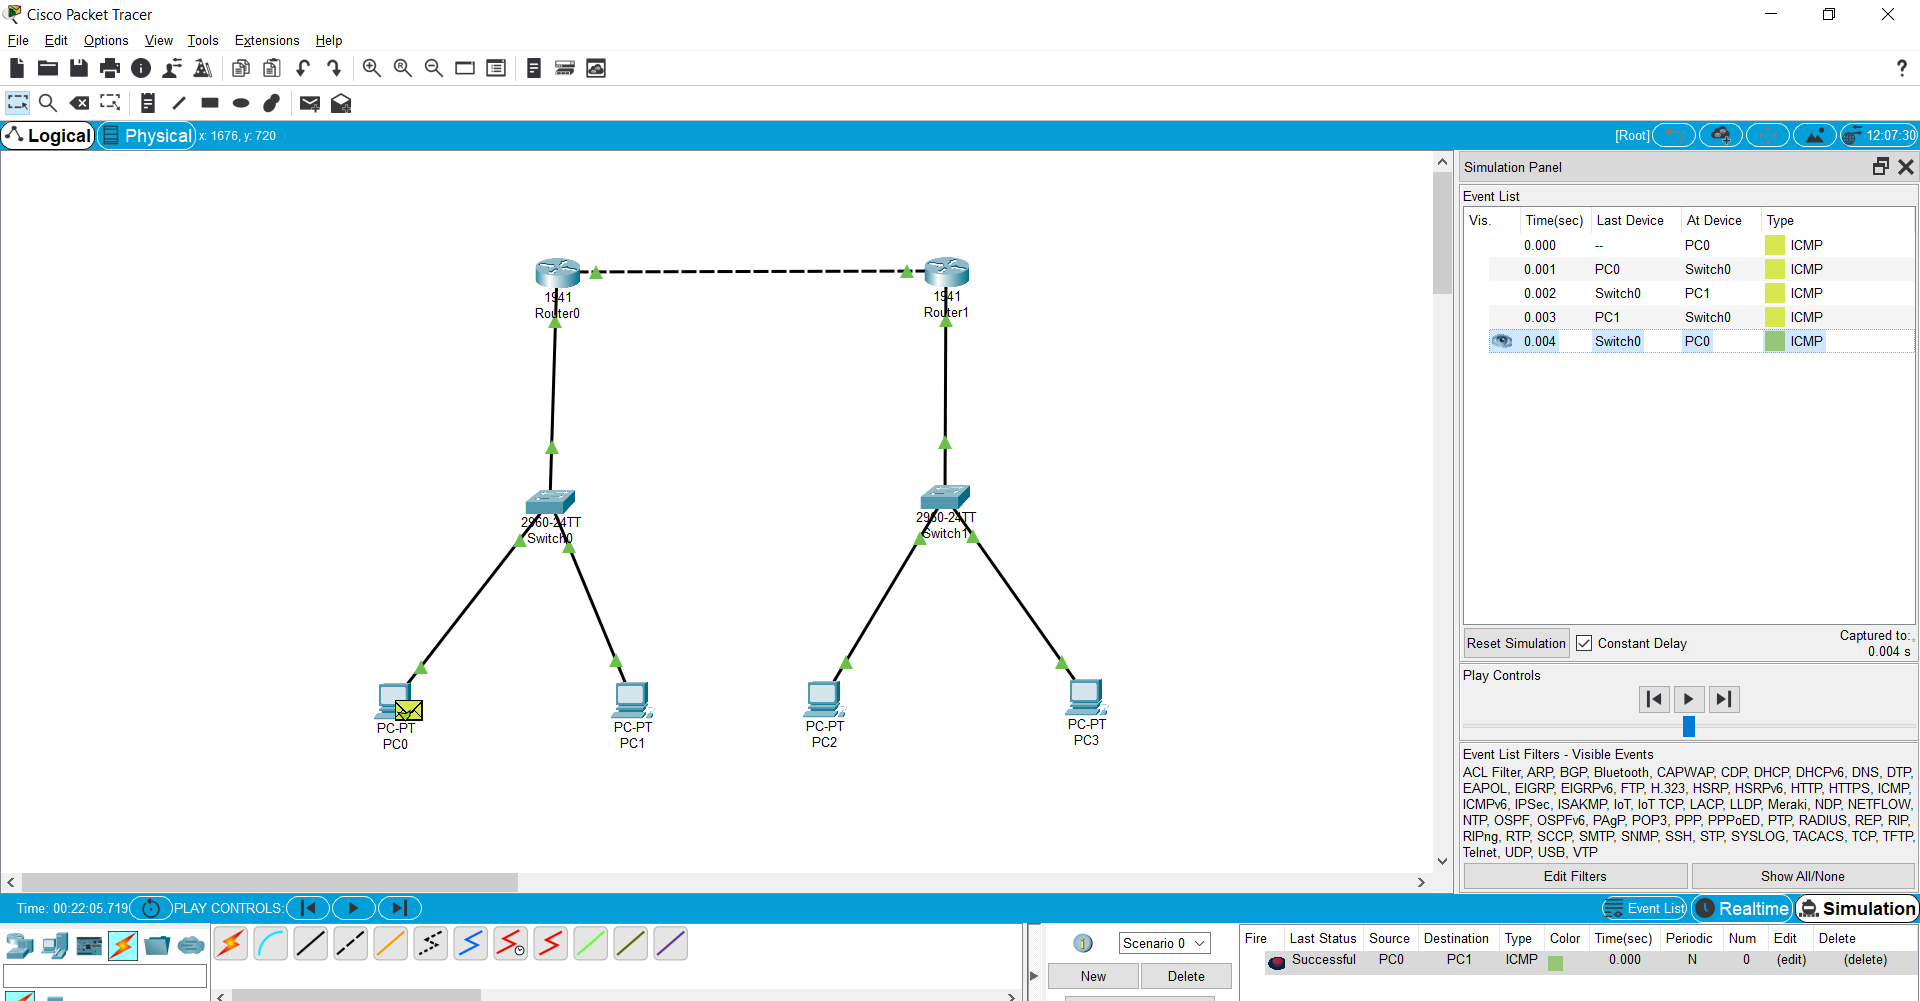 Cisco Packet Tracer
File Edit Options View Tools Extensions Help
Logical Physical x: 1676, y: 720 [Root] 12:07:30
1941
Router0
1941
Router1
2960-24TT
Switch0
2960-24TT
Switch1
PC-PT
PC0
PC-PT
PC1
PC-PT
PC2
PC-PT
PC3
Simulation Panel
Event List
Vis. Time(sec) Last Device At Device Type
0.000 -- PC0 ICMP
0.001 PC0 Switch0 ICMP
0.002 Switch0 PC1 ICMP
0.003 PC1 Switch0 ICMP
0.004 Switch0 PC0 ICMP
Reset Simulation Constant Delay Captured to:
0.004 s
Play Controls
Event List Filters - Visible Events
ACL Filter, ARP, BGP, Bluetooth, CAPWAP, CDP, DHCP, DHCPv6, DNS, DTP,
EAPOL, EIGRP, EIGRPv6, FTP, H.323, HSRP, HSRPv6, HTTP, HTTPS, ICMP,
ICMPv6, IPSec, ISAKMP, IoT, IoT TCP, LACP, LLDP, Meraki, NDP, NETFLOW,
NTP, OSPF, OSPFv6, PAgP, POP3, PPP, PPPoED, PTP, RADIUS, REP, RIP,
RIPng, RTP, SCCP, SMTP, SNMP, SSH, STP, SYSLOG, TACACS, TCP, TFTP,
Telnet, UDP, USB, VTP
Edit Filters Show All/None
Time: 00:22:05.719 PLAY CONTROLS: Event List Realtime Simulation
1 Scenario 0
New Delete
Fire Last Status Source Destination Type Color Time(sec) Periodic Num Edit Delete
Successful PC0 PC1 ICMP 0.000 N 0 (edit) (delete)